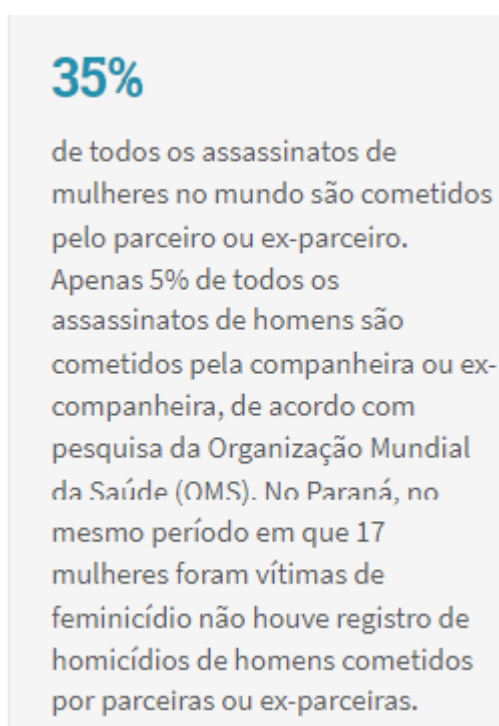 35%
de todos os assassinatos de
mulheres no mundo são cometidos
pelo parceiro ou ex-parceiro.
Apenas 5% de todos os
assassinatos de homens são
cometidos pela companheira ou ex-
companheira, de acordo com
pesquisa da Organização Mundial
da Saúde (OMS). No Paraná, no
mesmo período em que 17
mulheres foram vítimas de
feminicídio não houve registro de
homicídios de homens cometidos
por parceiras ou ex-parceiras.